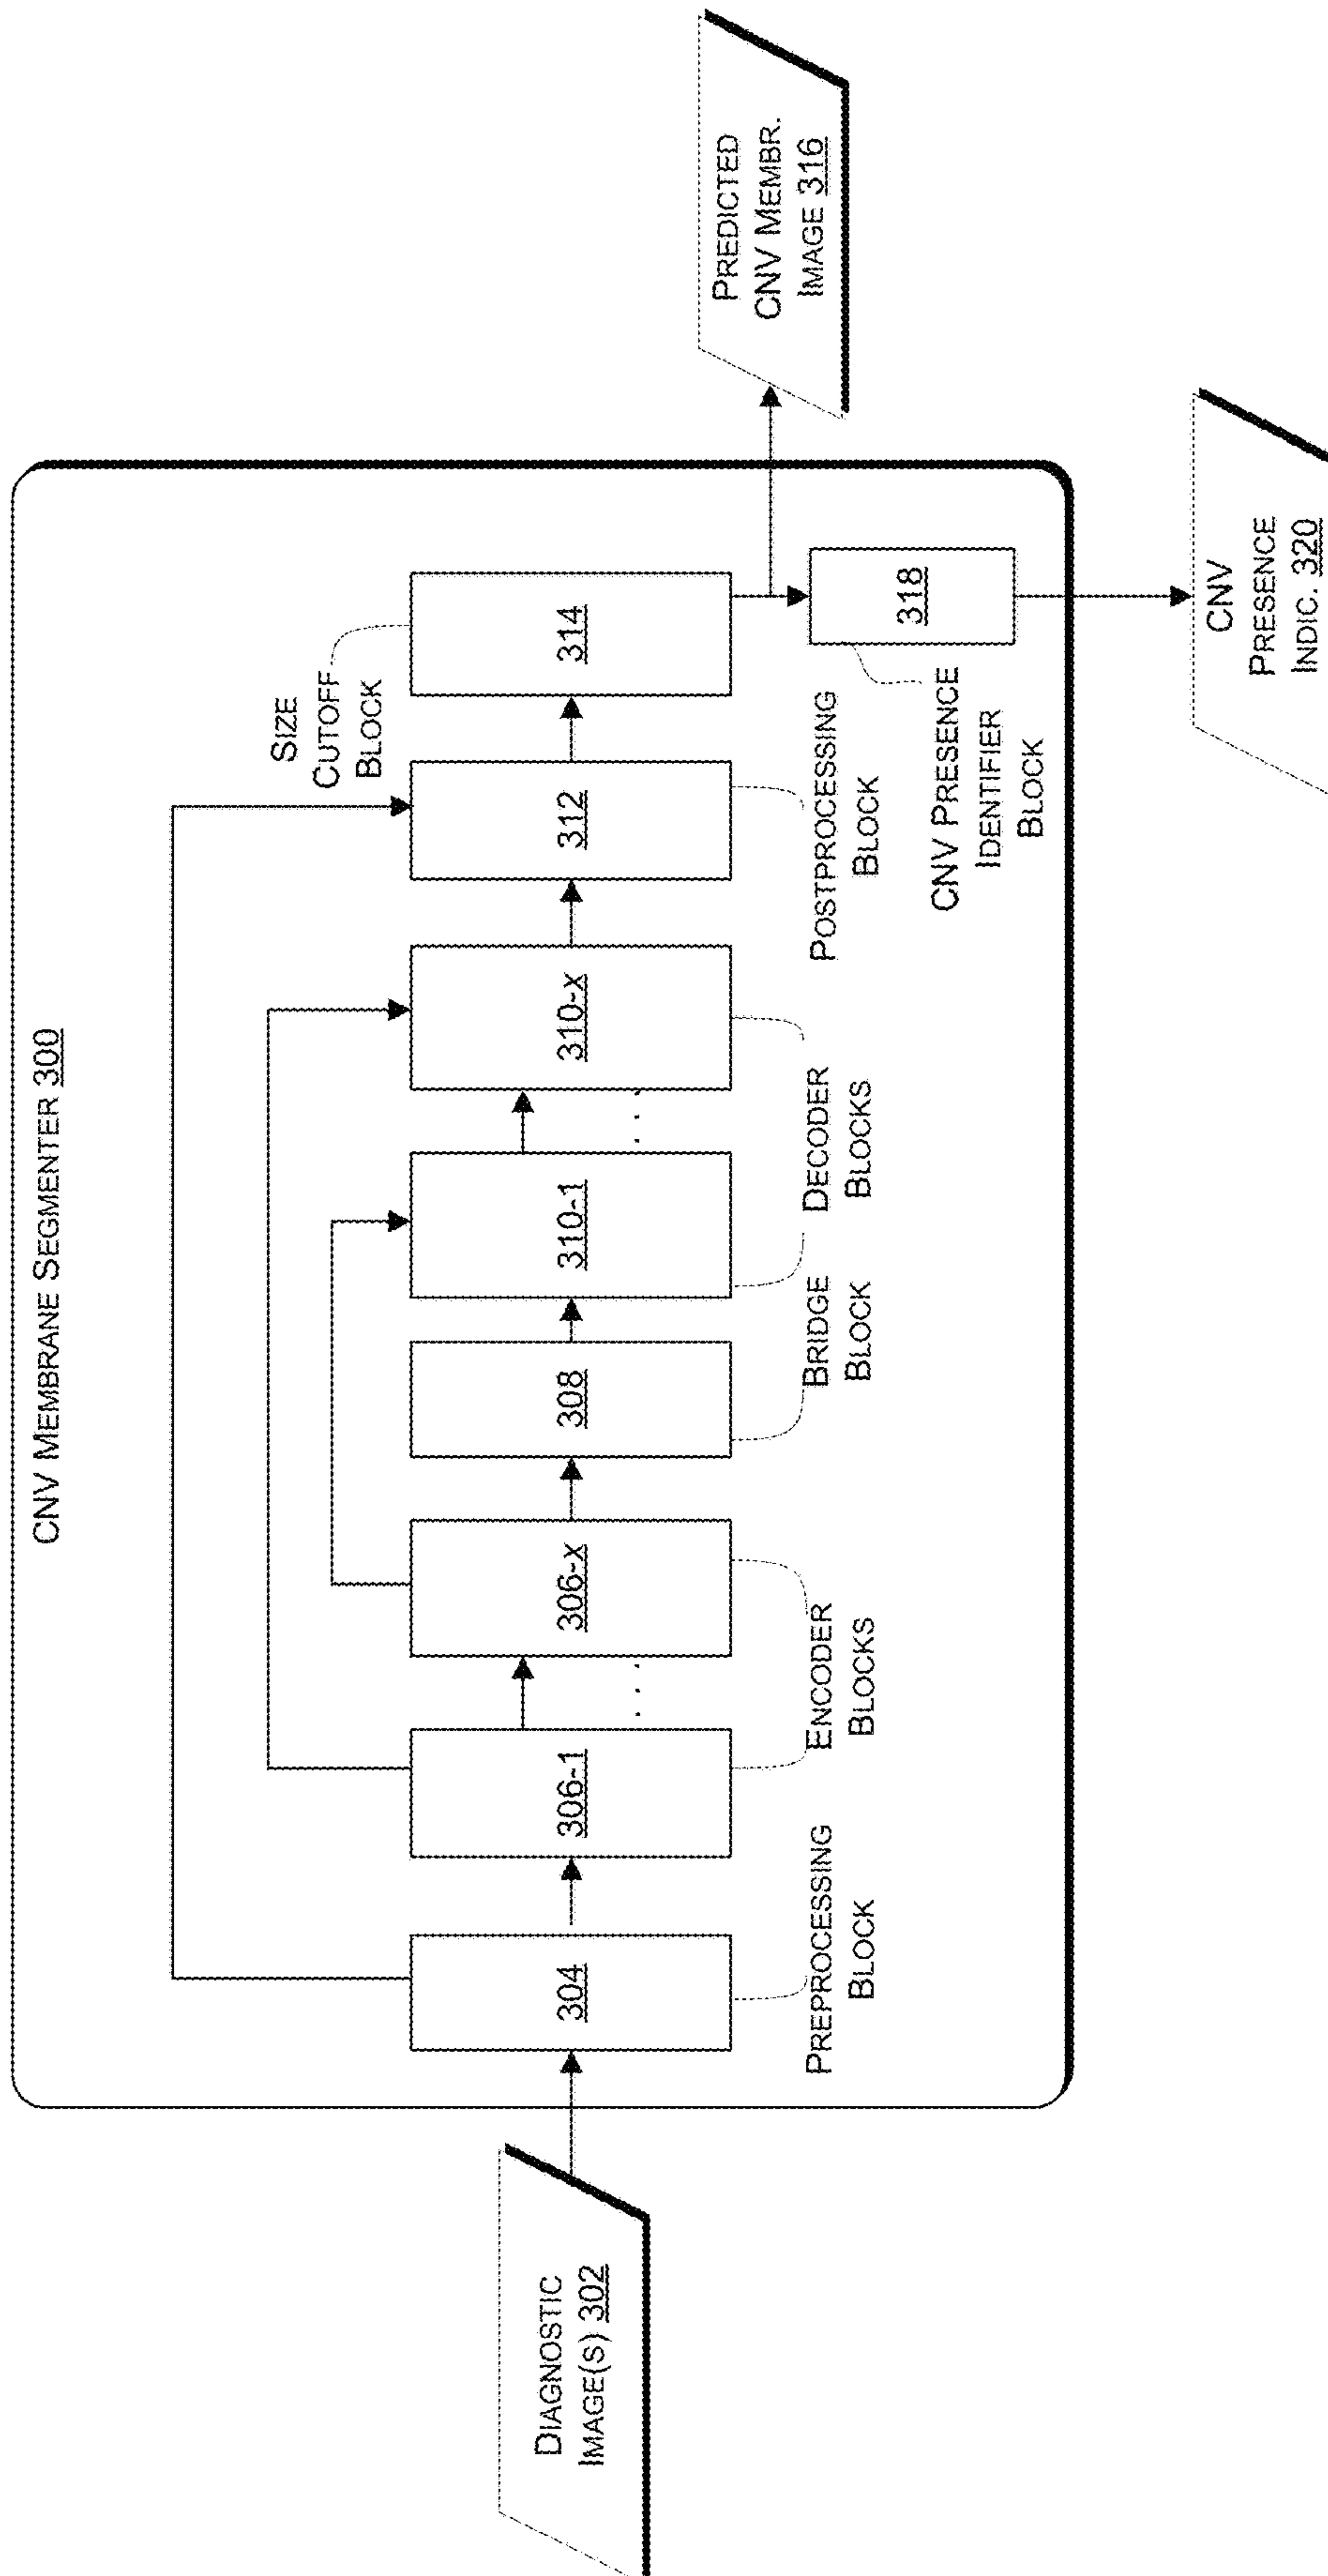 CNV MEMBRANE SEGMENTER 300
DIAGNOSTIC
IMAGE(S) 302
304
PREPROCESSING
BLOCK
306-1
. . .
306-X
ENCODER
BLOCKS
308
BRIDGE
BLOCK
310-1
. . .
310-X
DECODER
BLOCKS
312
POSTPROCESSING
BLOCK
SIZE
CUTOFF
BLOCK
314
318
CNV PRESENCE
IDENTIFIER
BLOCK
PREDICTED
CNV MEMBR.
IMAGE 316
CNV
PRESENCE
INDIC. 320